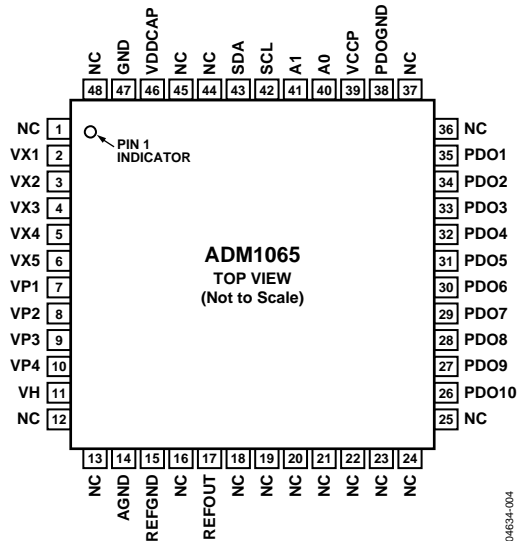 NC GND VDDCAP NC NC SDA SCL A1 A0 VCCP PDOGND NC
48 47 46 45 44 43 42 41 40 39 38 37
NC 1
VX1 2
VX2 3
VX3 4
VX4 5
VX5 6
VP1 7
VP2 8
VP3 9
VP4 10
VH 11
NC 12
PIN 1
INDICATOR
ADM1065
TOP VIEW
(Not to Scale)
36 NC
35 PDO1
34 PDO2
33 PDO3
32 PDO4
31 PDO5
30 PDO6
29 PDO7
28 PDO8
27 PDO9
26 PDO10
25 NC
13 14 15 16 17 18 19 20 21 22 23 24
NC AGND REFGND NC REFOUT NC NC NC NC NC NC NC
04634-004